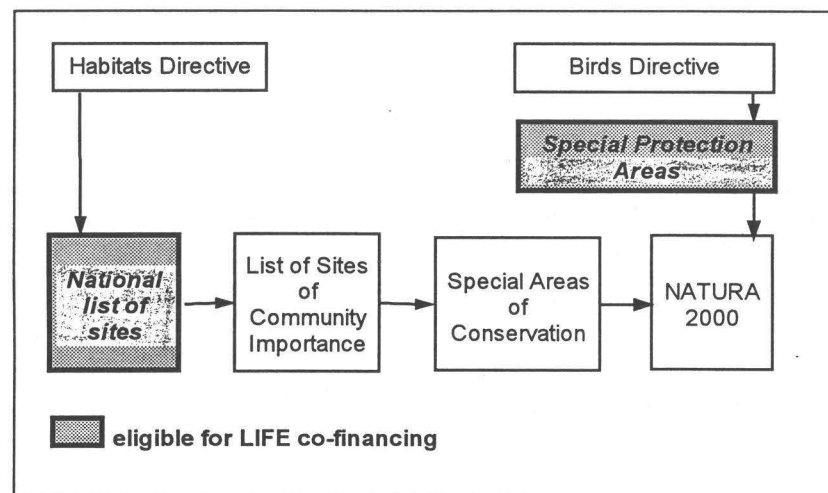 Habitats Directive
Birds Directive
Special Protection
Areas
National
list of
sites
List of Sites
of
Community
Importance
Special Areas
of
Conservation
NATURA
2000
eligible for LIFE co-financing